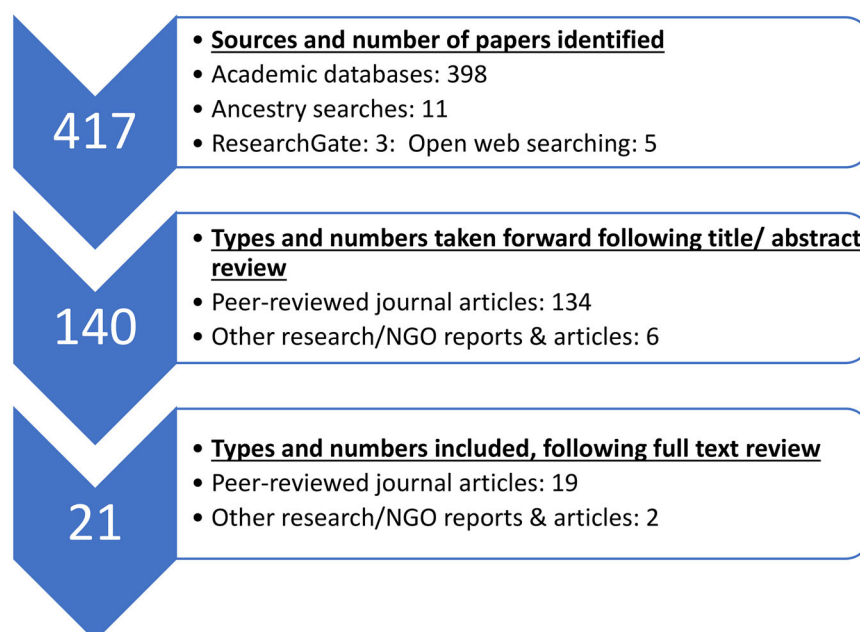 417
• Sources and number of papers identified
• Academic databases: 398
• Ancestry searches: 11
• ResearchGate: 3: Open web searching: 5
140
• Types and numbers taken forward following title/ abstract
review
• Peer-reviewed journal articles: 134
• Other research/NGO reports & articles: 6
21
• Types and numbers included, following full text review
• Peer-reviewed journal articles: 19
• Other research/NGO reports & articles: 2